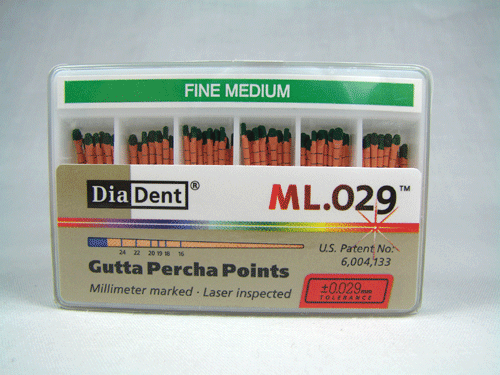 FINE MEDIUM
DiaDent®
ML.029™
24 22 20 19 18 16
U.S. Patent No:
6,004,133
Gutta Percha Points
Millimeter marked · Laser inspected
±0.029mm
TOLERANCE